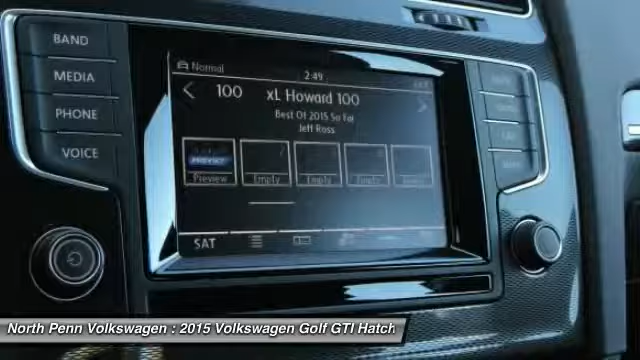 BAND
MEDIA
PHONE
VOICE
Normal
2:49
100 xL Howard 100
Best Of 2015 So Far
Jeff Ross
Preview Empty Empty Empty
SAT
North Penn Volkswagen : 2015 Volkswagen Golf GTI Hatch